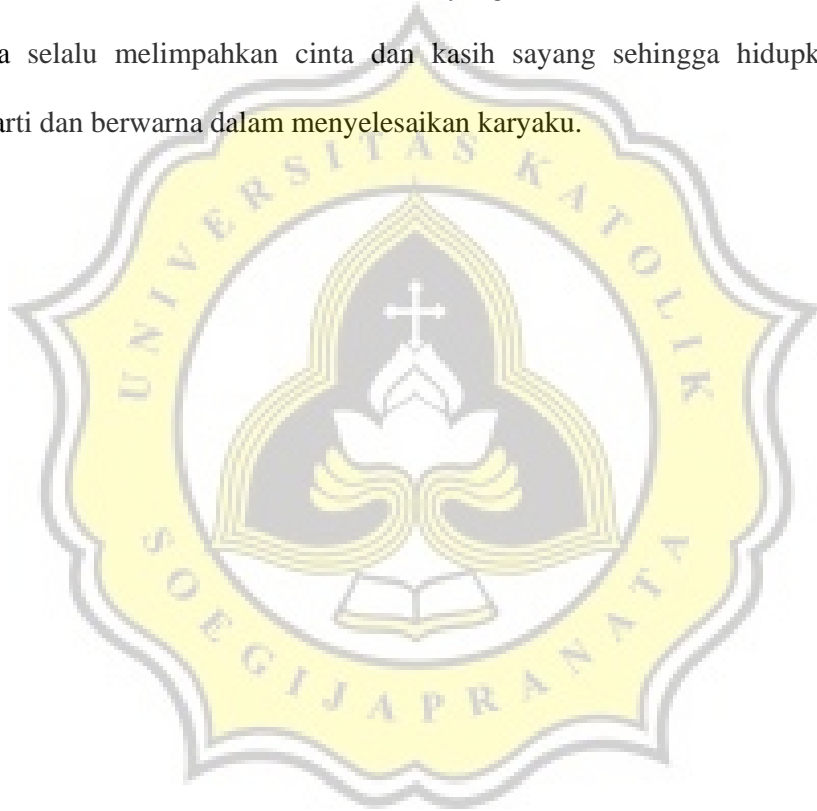 a selalu melimpahkan cinta dan kasih sayang sehingga hidupk
arti dan berwarna dalam menyelesaikan karyaku.
UNIVERSITAS KATOLIK
SOEGIJAPRANATA